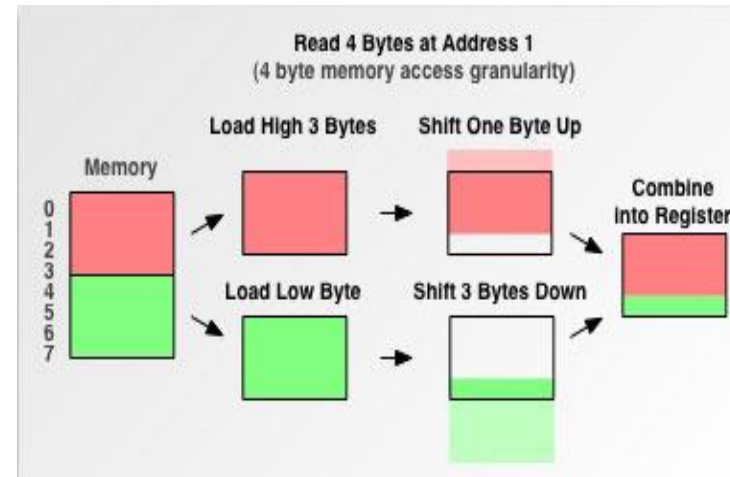 Read 4 Bytes at Address 1
(4 byte memory access granularity)
Load High 3 Bytes
Shift One Byte Up
Memory
0
1
2
3
4
5
6
7
Combine
into Register
Load Low Byte
Shift 3 Bytes Down